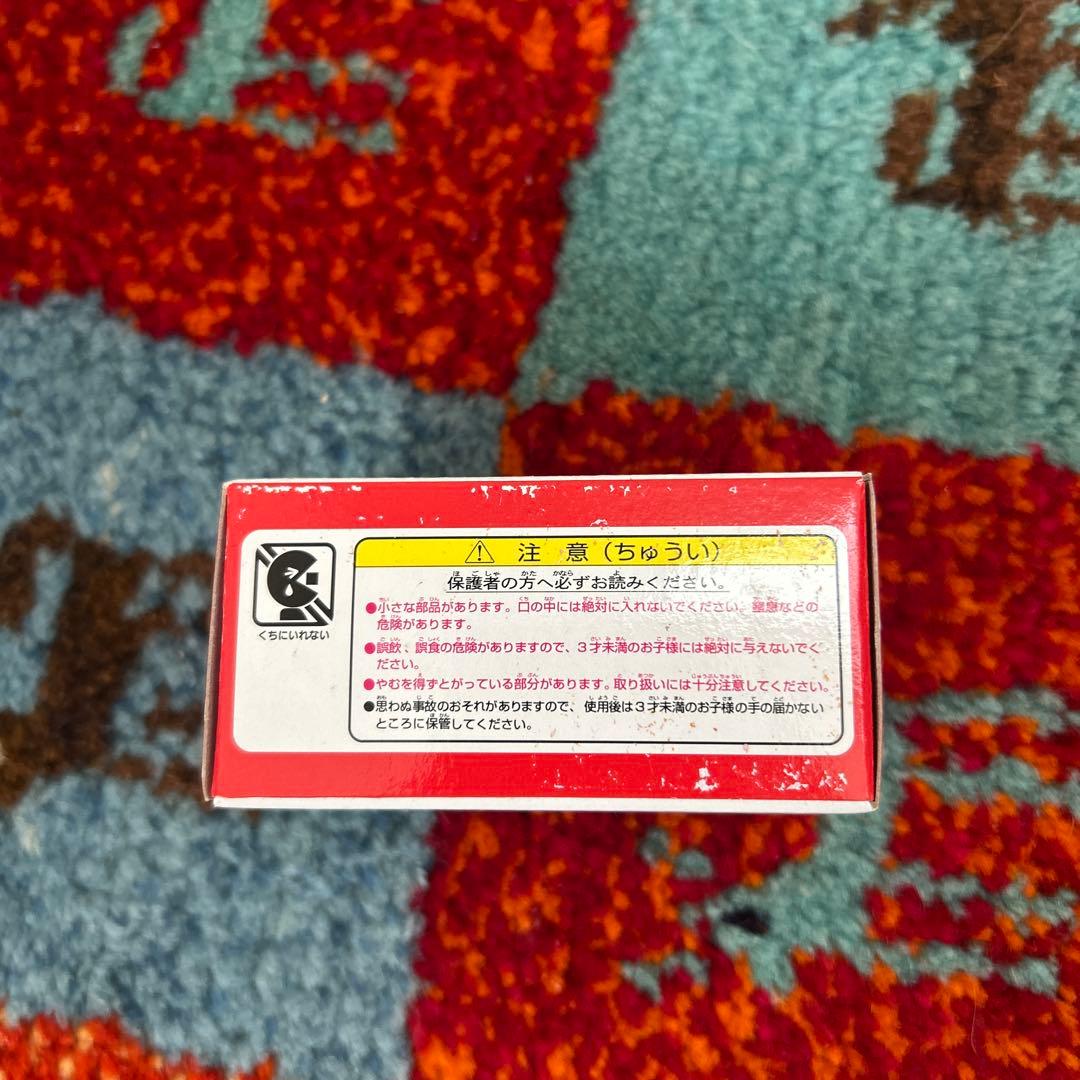 注 意（ちゅうい）
保護者の方へ必ずお読みください。
●小さな部品があります。口の中には絶対に入れないでください。窒息などの
危険があります。
●誤飲、誤食の危険がありますので、3才未満のお子様には絶対に与えないでく
ださい。
●やむを得ずとがっている部分があります。取り扱いには十分注意してください。
●思わぬ事故のおそれがありますので、使用後は3才未満のお子様の手の届かない
ところに保管してください。
くちにいれない